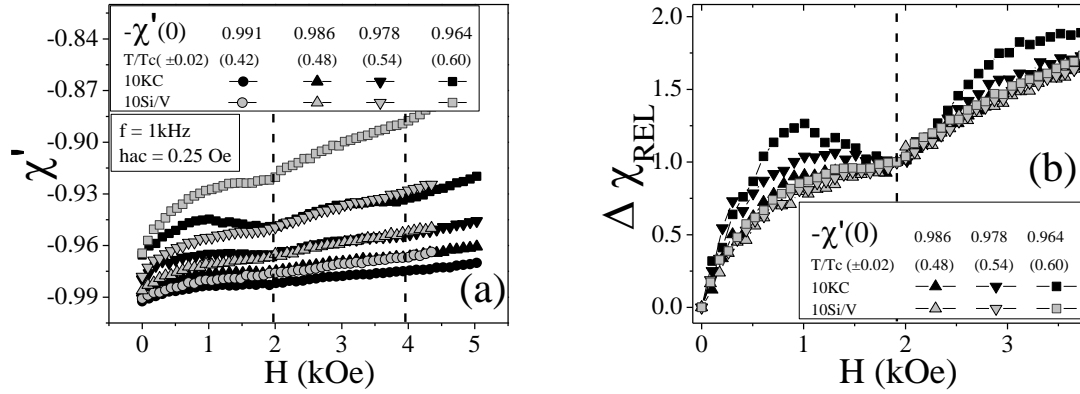 -χ'(0) 0.991 0.986 0.978 0.964
T/Tc( ±0.02) (0.42) (0.48) (0.54) (0.60)
10KC
10Si/V
f = 1kHz
hac = 0.25 Oe
-0.84
-0.87
-0.90
-0.93
-0.96
-0.99
χ'
(a)
0 1 2 3 4 5
H (kOe)
2.0
1.5
1.0
0.5
0.0
Δ χREL
(b)
-χ'(0) 0.986 0.978 0.964
T/Tc ( ±0.02) (0.48) (0.54) (0.60)
10KC
10Si/V
0 1 2 3
H (kOe)